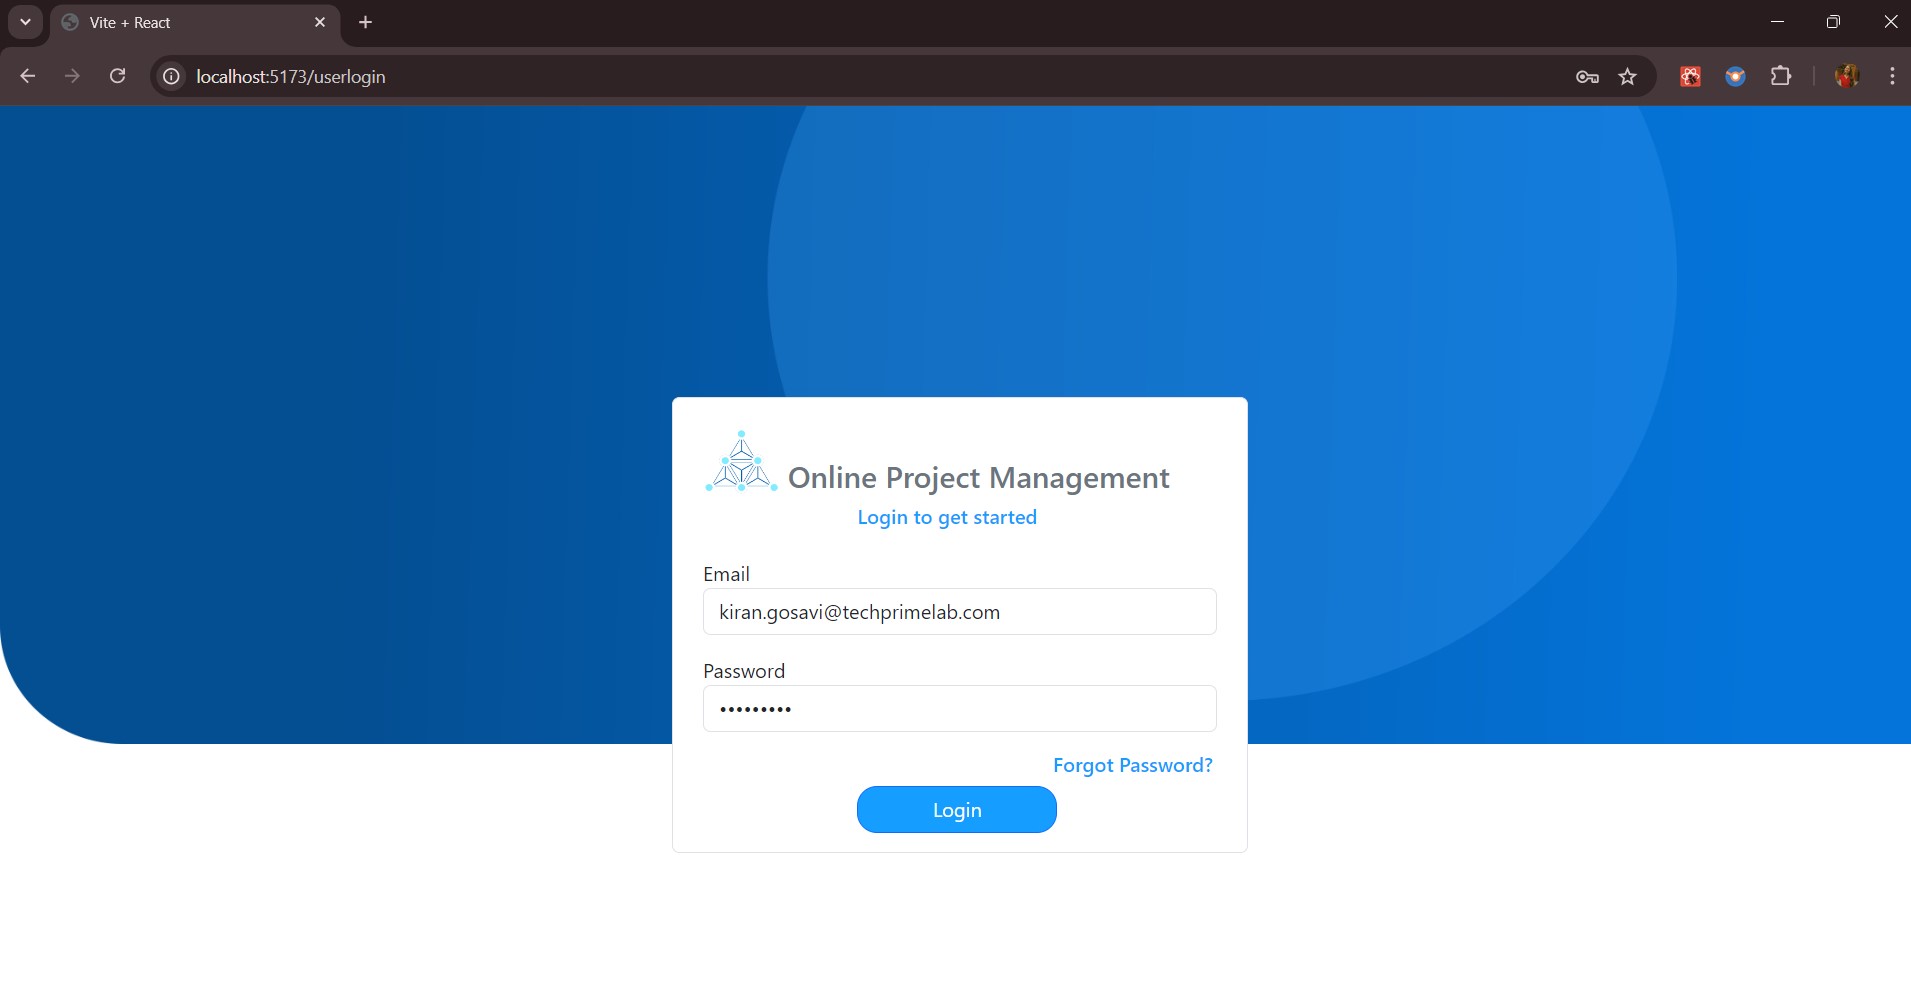 Vite + React
localhost:5173/userlogin
Online Project Management
Login to get started
Email
kiran.gosavi@techprimelab.com
Password
•••••••••
Forgot Password?
Login